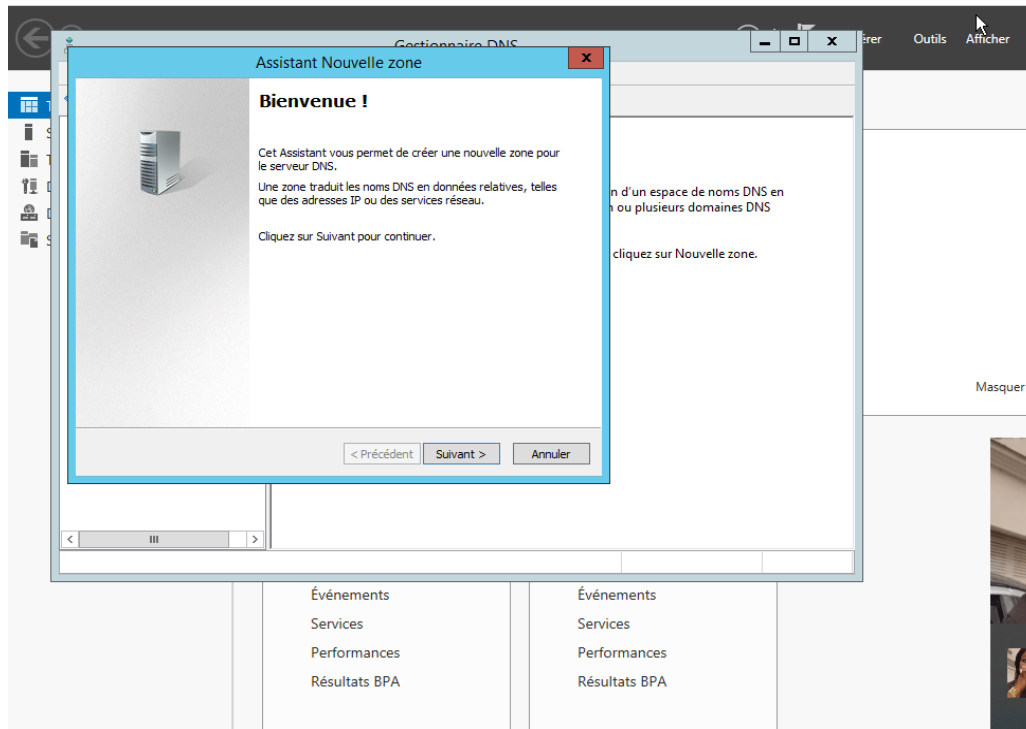 Outils
Afficher
Gestionnaire DNS
Assistant Nouvelle zone
Bienvenue !
Cet Assistant vous permet de créer une nouvelle zone pour
le serveur DNS.
Une zone traduit les noms DNS en données relatives, telles
que des adresses IP ou des services réseau.
Cliquez sur Suivant pour continuer.
< Précédent
Suivant >
Annuler
d'un espace de noms DNS en
ou plusieurs domaines DNS
cliquez sur Nouvelle zone.
Masquer
Événements
Services
Performances
Résultats BPA
Événements
Services
Performances
Résultats BPA